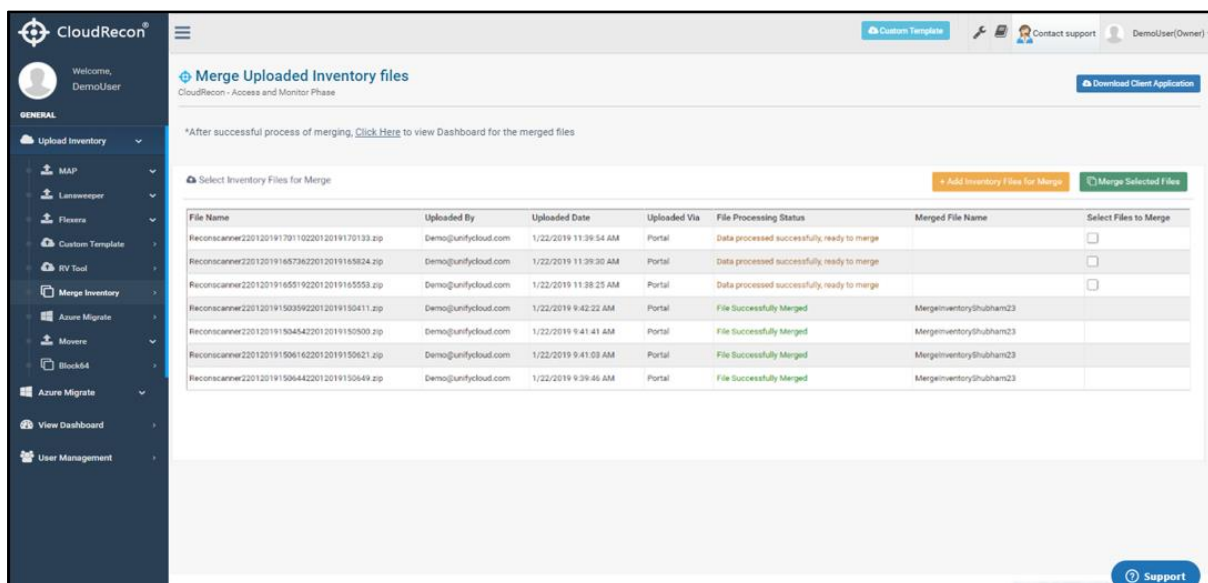 CloudRecon®
Custom Template
Contact support
DemoUser(Owner)
Welcome,
DemoUser
GENERAL
Upload Inventory
MAP
Lansweeper
Flexera
Custom Template
RV Tool
Merge Inventory
Azure Migrate
Movere
Block64
Azure Migrate
View Dashboard
User Management
Merge Uploaded Inventory files
CloudRecon - Access and Monitor Phase
Download Client Application
*After successful process of merging, Click Here to view Dashboard for the merged files
Select Inventory Files for Merge
+ Add Inventory Files for Merge
Merge Selected Files
File Name Uploaded By Uploaded Date Uploaded Via File Processing Status Merged File Name Select Files to Merge
Reconscanner2201201917011022012019170133.zip Demo@unifycloud.com 1/22/2019 11:39:54 AM Portal Data processed successfully, ready to merge
Reconscanner2201201916573622012019165824.zip Demo@unifycloud.com 1/22/2019 11:39:30 AM Portal Data processed successfully, ready to merge
Reconscanner2201201916551922012019165553.zip Demo@unifycloud.com 1/22/2019 11:38:25 AM Portal Data processed successfully, ready to merge
Reconscanner2201201915035922012019150411.zip Demo@unifycloud.com 1/22/2019 9:42:22 AM Portal File Successfully Merged MergeInventoryShubham23
Reconscanner2201201915045422012019150500.zip Demo@unifycloud.com 1/22/2019 9:41:41 AM Portal File Successfully Merged MergeInventoryShubham23
Reconscanner2201201915061622012019150621.zip Demo@unifycloud.com 1/22/2019 9:41:03 AM Portal File Successfully Merged MergeInventoryShubham23
Reconscanner2201201915064422012019150649.zip Demo@unifycloud.com 1/22/2019 9:39:46 AM Portal File Successfully Merged MergeInventoryShubham23
Support